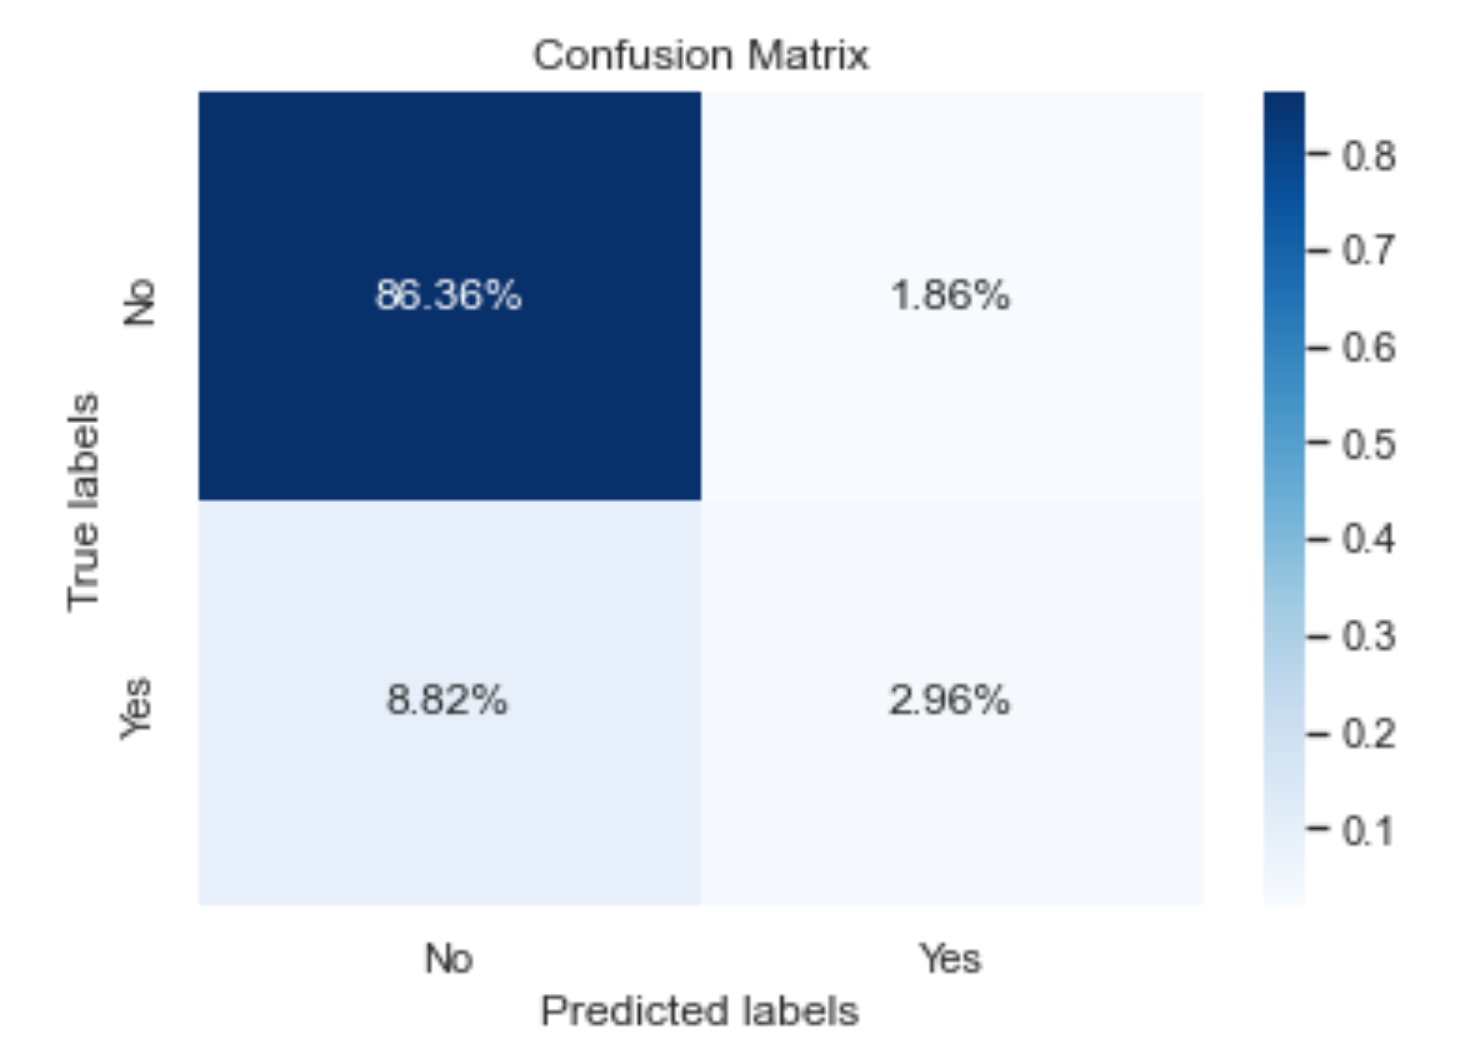 Confusion Matrix
No
86.36%
1.86%
Yes
8.82%
2.96%
True labels
No
Yes
Predicted labels
0.8
0.7
0.6
0.5
0.4
0.3
0.2
0.1